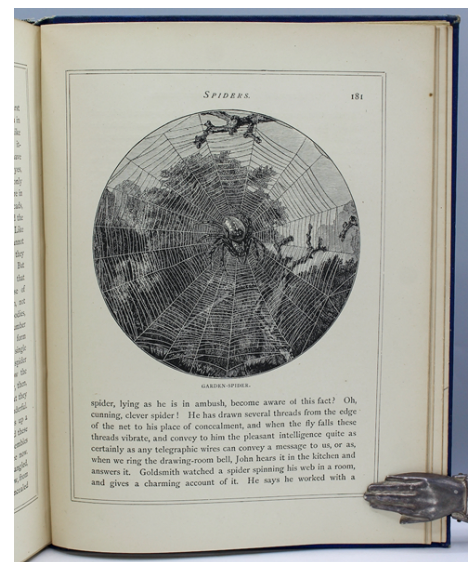 SPIDERS. 181
GARDEN-SPIDER.
spider, lying as he is in ambush, become aware of this fact? Oh,
cunning, clever spider! He has drawn several threads from the edge
of the net to his place of concealment, and when the fly falls these
threads vibrate, and convey to him the pleasant intelligence quite as
certainly as any telegraphic wires can convey a message to us, or as,
when we ring the drawing-room bell, John hears it in the kitchen and
answers it. Goldsmith watched a spider spinning his web in a room,
and gives a charming account of it. He says he worked with a